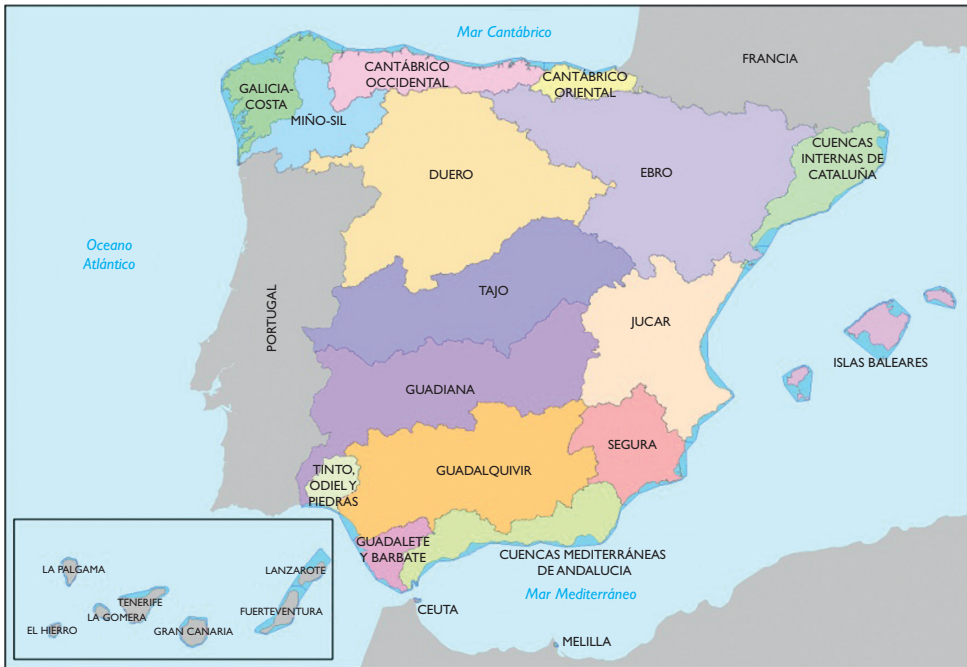 Mar Cantábrico
FRANCIA
CANTÁBRICO
OCCIDENTAL
CANTÁBRICO
ORIENTAL
GALICIA-
COSTA
MIÑO-SIL
CUENCAS
INTERNAS DE
CATALUÑA
DUERO
EBRO
Oceano
Atlántico
TAJO
PORTUGAL
JUCAR
ISLAS BALEARES
GUADIANA
SEGURA
GUADALQUIVIR
TINTO,
ODIEL Y
PIEDRAS
GUADALETE
Y BARBATE
CUENCAS MEDITERRÁNEAS
DE ANDALUCIA
Mar Mediterráneo
CEUTA
MELILLA
LA PALGAMA
LANZAROTE
TENERIFE
LA GOMERA
FUERTEVENTURA
EL HIERRO
GRAN CANARIA